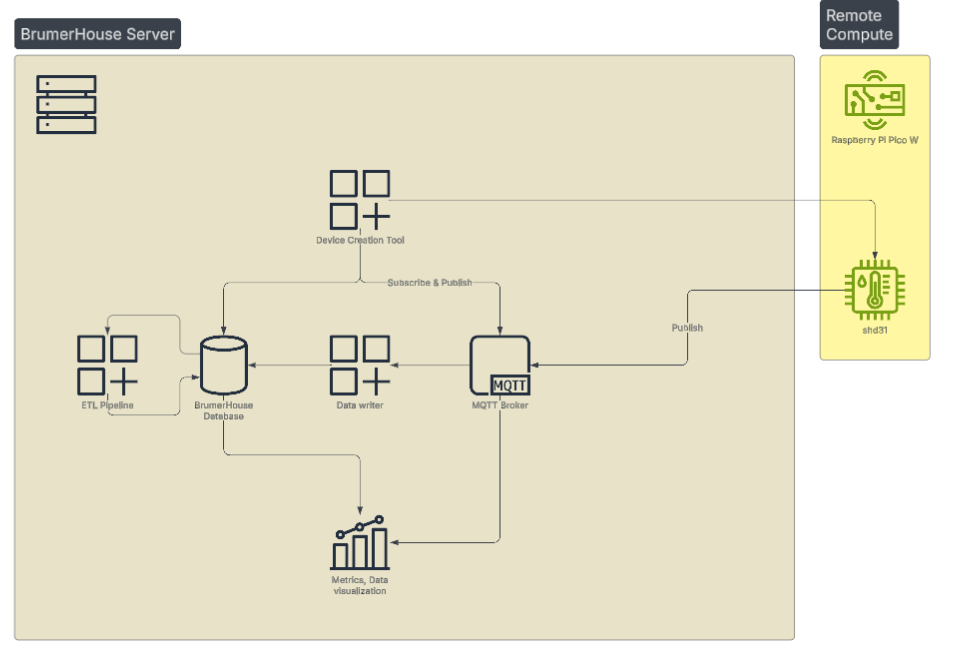 BrumerHouse Server
Remote
Compute
Raspberry Pi Pico W
Device Creation Tool
Subscribe & Publish
Publish
shd31
MQTT
ETL Pipeline
BrumerHouse
Database
Data writer
MQTT Broker
Metrics, Data
visualization